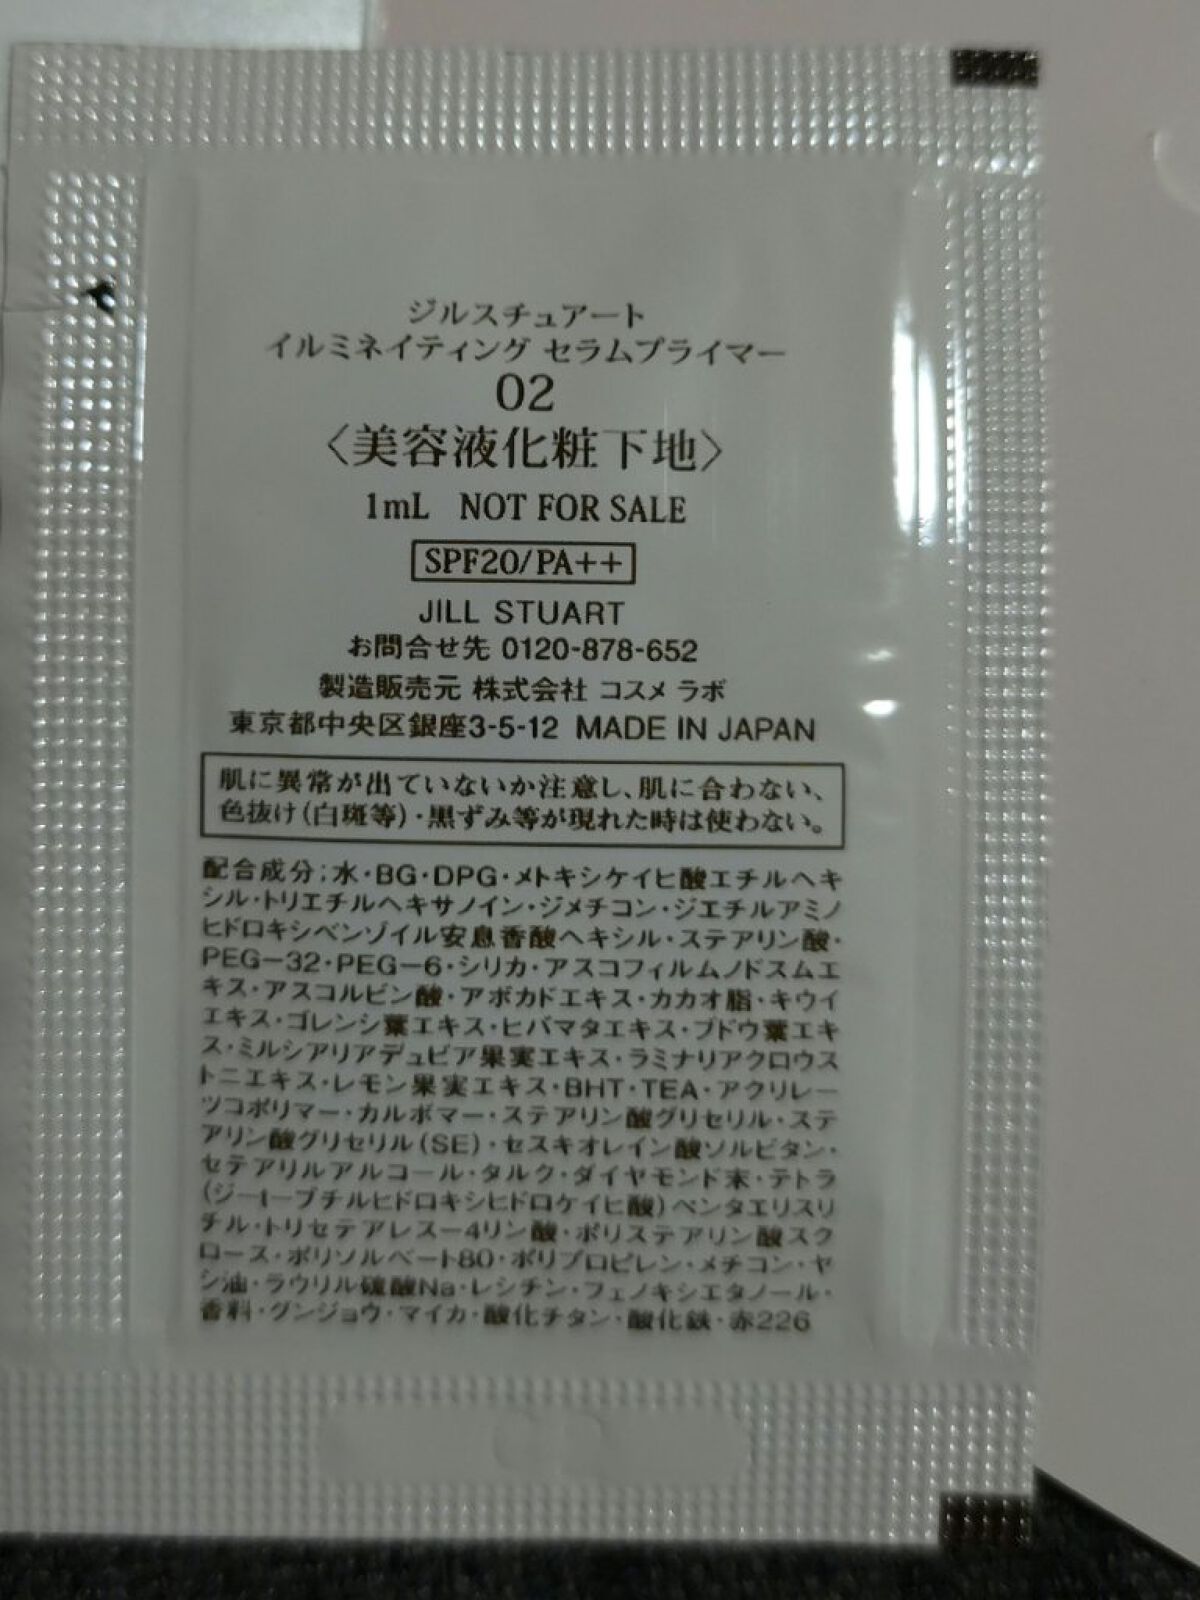 ジルスチュアート
イルミネイティング セラムプライマー
02
〈美容液化粧下地〉
1mL NOT FOR SALE
SPF20/PA++
JILL STUART
お問合せ先 0120-878-652
製造販売元 株式会社 コスメ ラボ
東京都中央区銀座3-5-12 MADE IN JAPAN
肌に異常が出ていないか注意し、肌に合わない、
色抜け(白斑等)・黒ずみ等が現れた時は使わない。
配合成分;水・BG・DPG・メトキシケイヒ酸エチルヘキ
シル・トリエチルヘキサノイン・ジメチコン・ジエチルアミノ
ヒドロキシベンゾイル安息香酸ヘキシル・ステアリン酸・
PEG-32・PEG-6・シリカ・アスコフィルムノドスムエ
キス・アスコルビン酸・アボカドエキス・カカオ脂・キウイ
エキス・ゴレンシ葉エキス・ヒバマタエキス・ブドウ葉エキ
ス・ミルシアリアデュビア果実エキス・ラミナリアクロウス
トニエキス・レモン果実エキス・BHT・TEA・アクリレー
ツコポリマー・カルボマー・ステアリン酸グリセリル・ステ
アリン酸グリセリル(SE)・セスキオレイン酸ソルビタン・
セテアリルアルコール・タルク・ダイヤモンド末・テトラ
(ジ-t-ブチルヒドロキシヒドロケイヒ酸)ペンタエリスリ
チル・トリセテアレス-4リン酸・ポリステアリン酸スク
ロース・ポリソルベート80・ポリプロピレン・メチコン・ヤ
シ油・ラウリル硫酸Na・レシチン・フェノキシエタノール・
香料・グンジョウ・マイカ・酸化チタン・酸化鉄・赤226